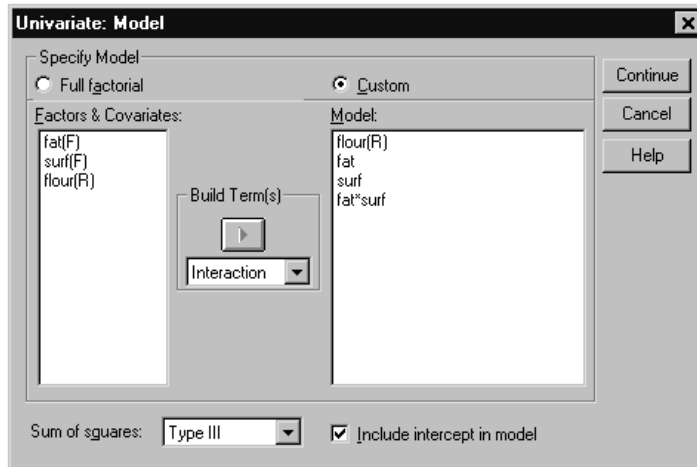 Univariate: Model
Specify Model
Full factorial
Custom
Continue
Cancel
Help
Factors & Covariates:
fat(F)
surf(F)
flour(R)
Build Term(s)
Interaction
Model:
flour(R)
fat
surf
fat*surf
Sum of squares:
Type III
Include intercept in model